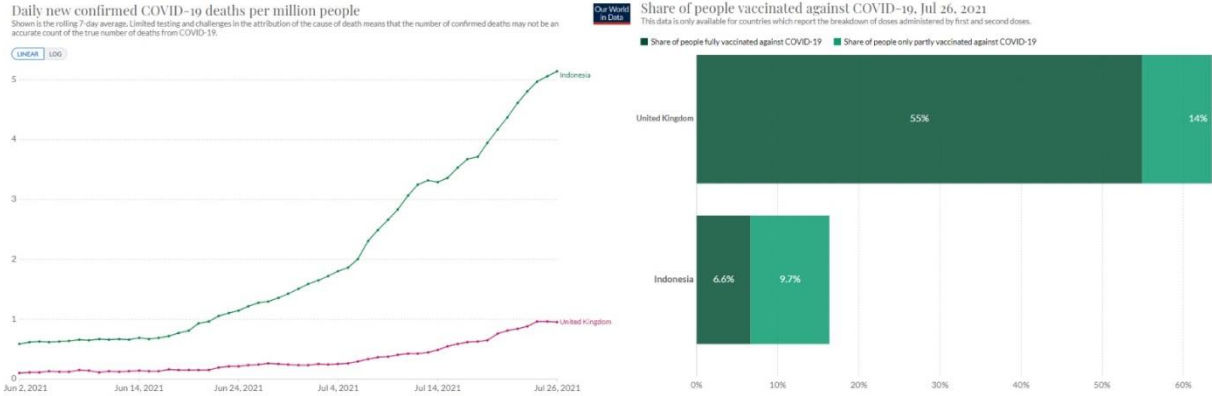 Daily new confirmed COVID-19 deaths per million people
Shown is the rolling 7-day average. Limited testing and challenges in the attribution of the cause of death means that the number of confirmed deaths may not be an
accurate count of the true number of deaths from COVID-19.
LINEAR LOG
5
Indonesia
4
3
2
1
United Kingdom
0
Jun 2, 2021 Jun 14, 2021 Jun 24, 2021 Jul 4, 2021 Jul 14, 2021 Jul 26, 2021
Our World
in Data
Share of people vaccinated against COVID-19, Jul 26, 2021
This data is only available for countries which report the breakdown of doses administered by first and second doses.
Share of people fully vaccinated against COVID-19 Share of people only partly vaccinated against COVID-19
United Kingdom 55% 14%
Indonesia 6.6% 9.7%
0% 10% 20% 30% 40% 50% 60%